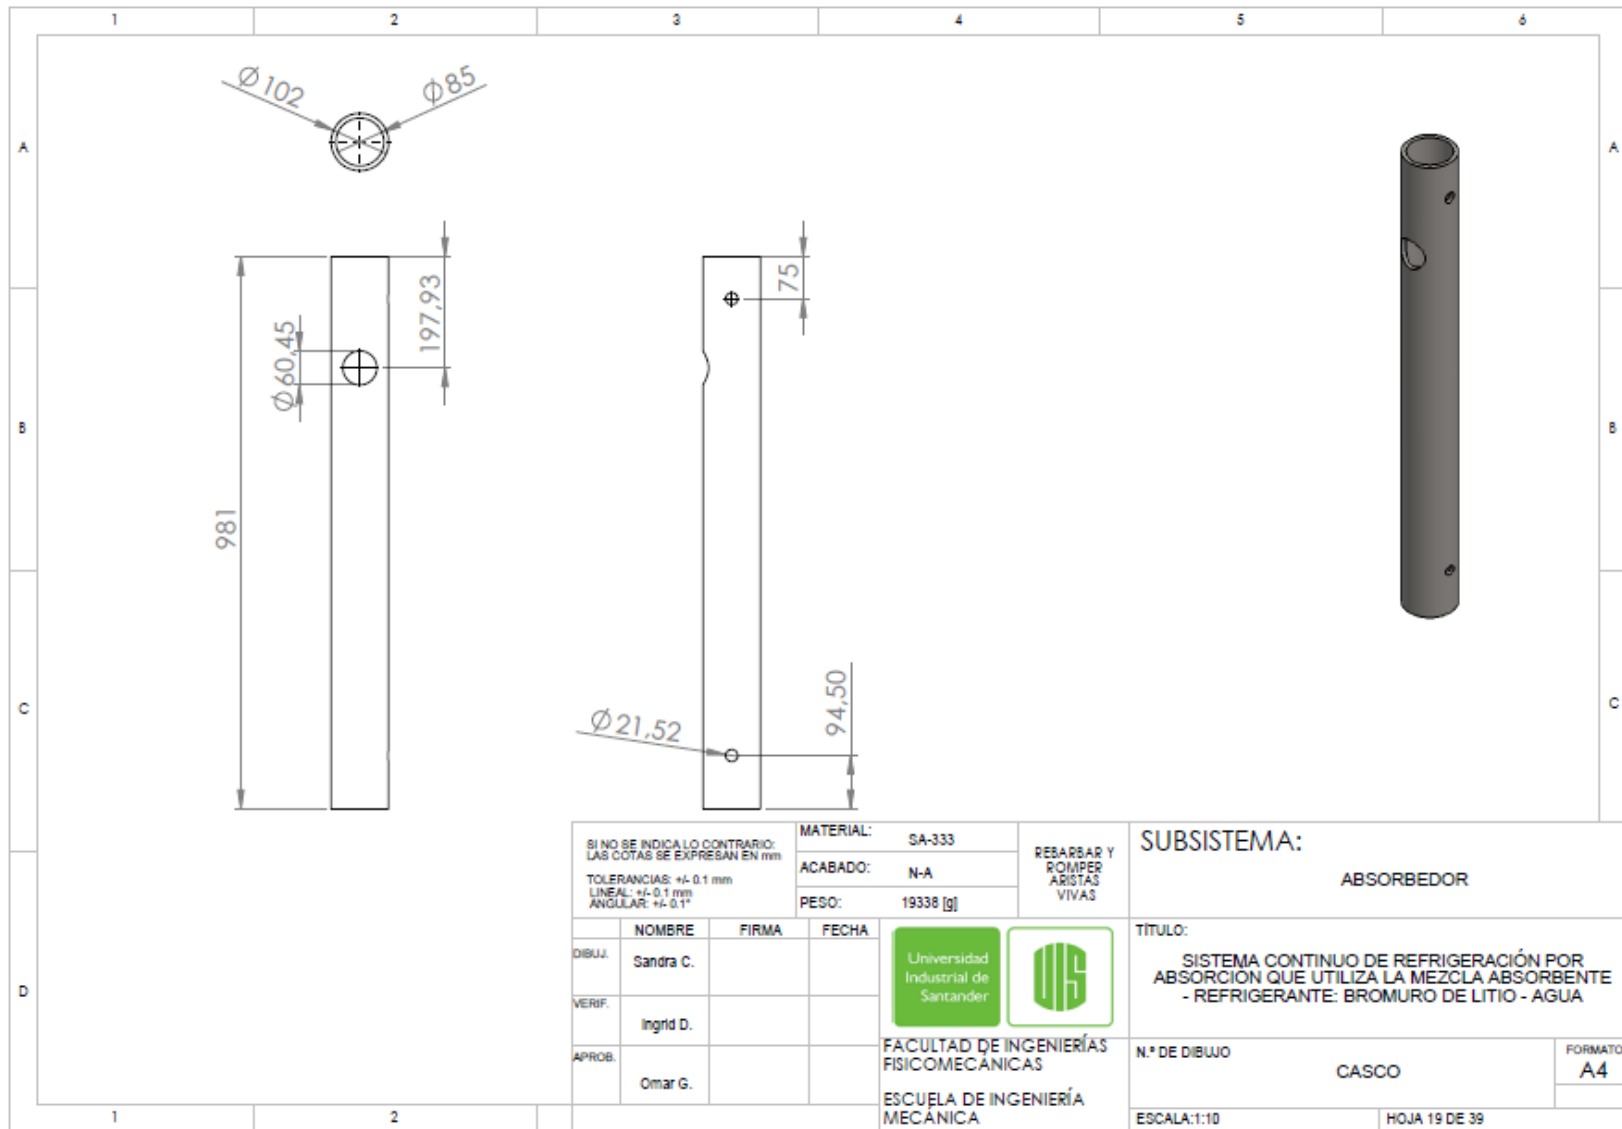 1 2 3 4 5 6
A A
B B
C C
D
1 2
Ø102
Ø85
981
Ø60,45
197,93
75
94,50
Ø21,52
SI NO SE INDICA LO CONTRARIO:
LAS COTAS SE EXPRESAN EN mm
TOLERANCIAS: +/- 0.1 mm
LINEAL: +/- 0.1 mm
ANGULAR: +/- 0.1°
MATERIAL: SA-333
ACABADO: N-A
PESO: 19338 [g]
REBARBAR Y
ROMPER
ARISTAS
VIVAS
SUBSISTEMA:
ABSORBEDOR
NOMBRE FIRMA FECHA
DIBUJ. Sandra C.
VERIF. Ingrid D.
APROB. Omar G.
Universidad
Industrial de
Santander
UIS
FACULTAD DE INGENIERÍAS
FISICOMECÁNICAS
ESCUELA DE INGENIERÍA
MECÁNICA
TÍTULO:
SISTEMA CONTINUO DE REFRIGERACIÓN POR
ABSORCIÓN QUE UTILIZA LA MEZCLA ABSORBENTE
- REFRIGERANTE: BROMURO DE LITIO - AGUA
N.º DE DIBUJO
CASCO
FORMATO
A4
ESCALA:1:10
HOJA 19 DE 39